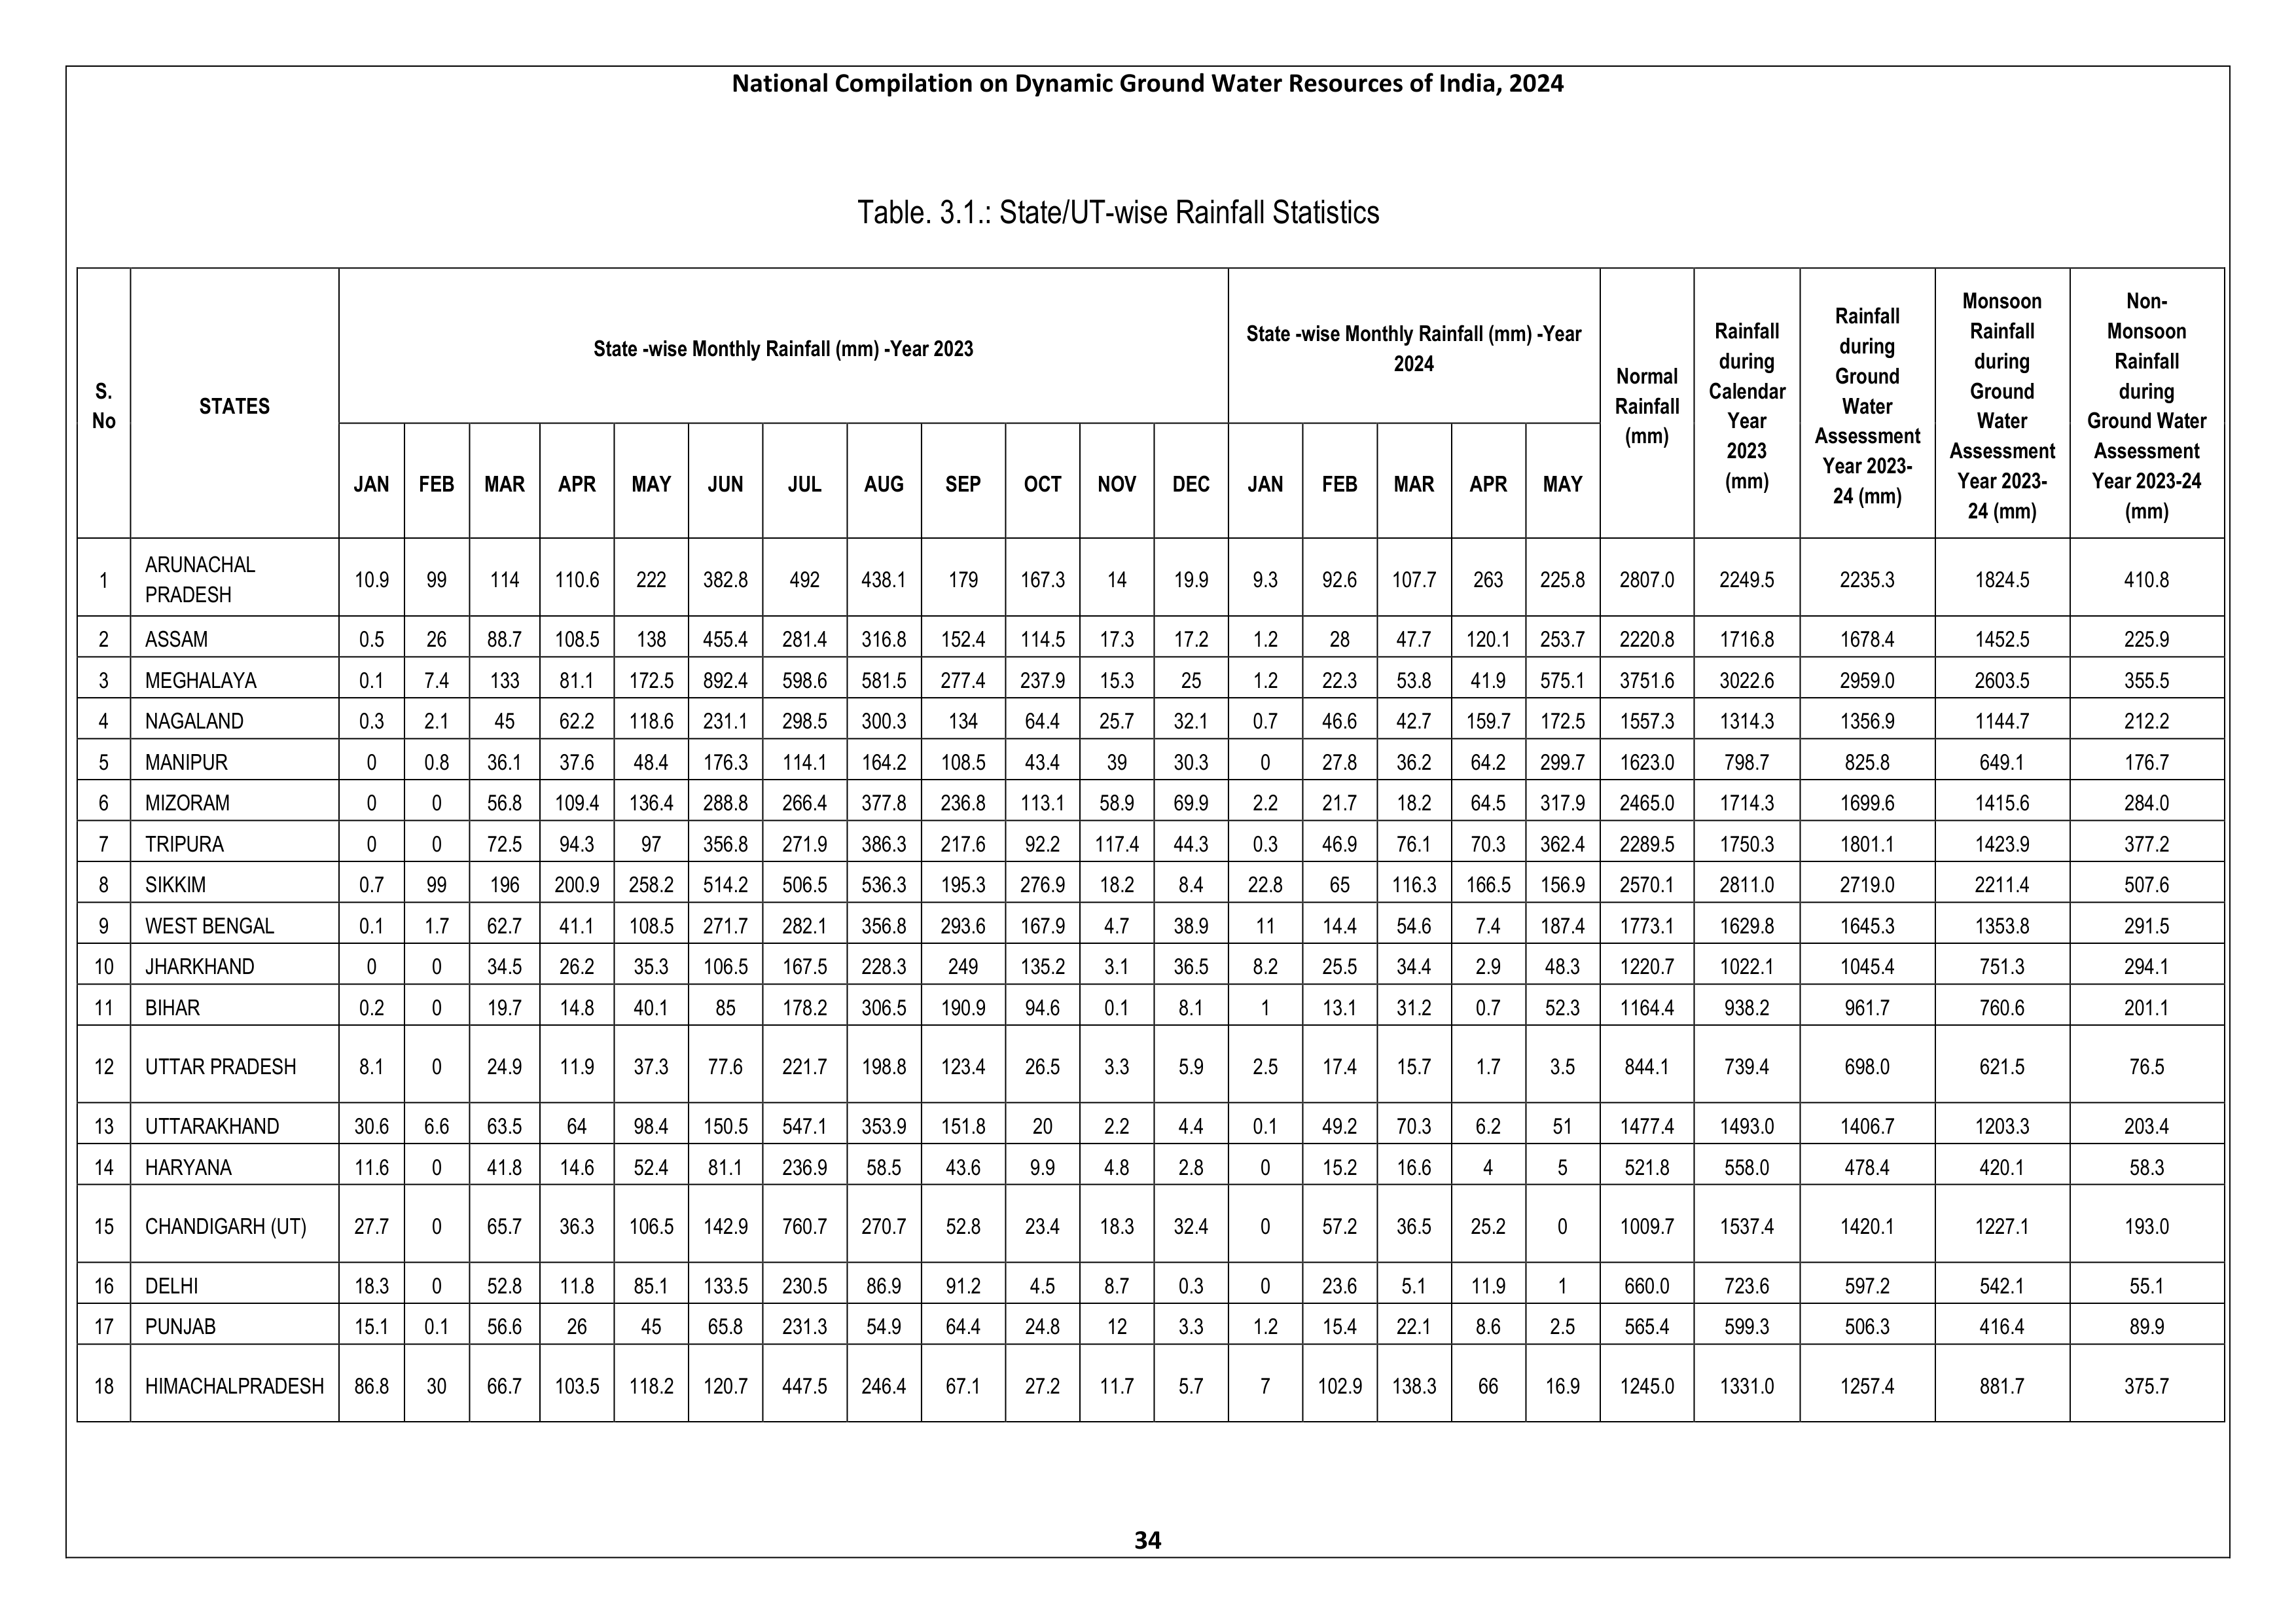 National Compilation on Dynamic Ground Water Resources of India, 2024
Table. 3.1.: State/UT-wise Rainfall Statistics
S. No STATES State -wise Monthly Rainfall (mm) -Year 2023 State -wise Monthly Rainfall (mm) -Year 2024 Normal Rainfall (mm) Rainfall during Calendar Year 2023 (mm) Rainfall during Ground Water Assessment Year 2023-24 (mm) Monsoon Rainfall during Ground Water Assessment Year 2023-24 (mm) Non-Monsoon Rainfall during Ground Water Assessment Year 2023-24 (mm)
JAN FEB MAR APR MAY JUN JUL AUG SEP OCT NOV DEC JAN FEB MAR APR MAY
1 ARUNACHAL PRADESH 10.9 99 114 110.6 222 382.8 492 438.1 179 167.3 14 19.9 9.3 92.6 107.7 263 225.8 2807.0 2249.5 2235.3 1824.5 410.8
2 ASSAM 0.5 26 88.7 108.5 138 455.4 281.4 316.8 152.4 114.5 17.3 17.2 1.2 28 47.7 120.1 253.7 2220.8 1716.8 1678.4 1452.5 225.9
3 MEGHALAYA 0.1 7.4 133 81.1 172.5 892.4 598.6 581.5 277.4 237.9 15.3 25 1.2 22.3 53.8 41.9 575.1 3751.6 3022.6 2959.0 2603.5 355.5
4 NAGALAND 0.3 2.1 45 62.2 118.6 231.1 298.5 300.3 134 64.4 25.7 32.1 0.7 46.6 42.7 159.7 172.5 1557.3 1314.3 1356.9 1144.7 212.2
5 MANIPUR 0 0.8 36.1 37.6 48.4 176.3 114.1 164.2 108.5 43.4 39 30.3 0 27.8 36.2 64.2 299.7 1623.0 798.7 825.8 649.1 176.7
6 MIZORAM 0 0 56.8 109.4 136.4 288.8 266.4 377.8 236.8 113.1 58.9 69.9 2.2 21.7 18.2 64.5 317.9 2465.0 1714.3 1699.6 1415.6 284.0
7 TRIPURA 0 0 72.5 94.3 97 356.8 271.9 386.3 217.6 92.2 117.4 44.3 0.3 46.9 76.1 70.3 362.4 2289.5 1750.3 1801.1 1423.9 377.2
8 SIKKIM 0.7 99 196 200.9 258.2 514.2 506.5 536.3 195.3 276.9 18.2 8.4 22.8 65 116.3 166.5 156.9 2570.1 2811.0 2719.0 2211.4 507.6
9 WEST BENGAL 0.1 1.7 62.7 41.1 108.5 271.7 282.1 356.8 293.6 167.9 4.7 38.9 11 14.4 54.6 7.4 187.4 1773.1 1629.8 1645.3 1353.8 291.5
10 JHARKHAND 0 0 34.5 26.2 35.3 106.5 167.5 228.3 249 135.2 3.1 36.5 8.2 25.5 34.4 2.9 48.3 1220.7 1022.1 1045.4 751.3 294.1
11 BIHAR 0.2 0 19.7 14.8 40.1 85 178.2 306.5 190.9 94.6 0.1 8.1 1 13.1 31.2 0.7 52.3 1164.4 938.2 961.7 760.6 201.1
12 UTTAR PRADESH 8.1 0 24.9 11.9 37.3 77.6 221.7 198.8 123.4 26.5 3.3 5.9 2.5 17.4 15.7 1.7 3.5 844.1 739.4 698.0 621.5 76.5
13 UTTARAKHAND 30.6 6.6 63.5 64 98.4 150.5 547.1 353.9 151.8 20 2.2 4.4 0.1 49.2 70.3 6.2 51 1477.4 1493.0 1406.7 1203.3 203.4
14 HARYANA 11.6 0 41.8 14.6 52.4 81.1 236.9 58.5 43.6 9.9 4.8 2.8 0 15.2 16.6 4 5 521.8 558.0 478.4 420.1 58.3
15 CHANDIGARH (UT) 27.7 0 65.7 36.3 106.5 142.9 760.7 270.7 52.8 23.4 18.3 32.4 0 57.2 36.5 25.2 0 1009.7 1537.4 1420.1 1227.1 193.0
16 DELHI 18.3 0 52.8 11.8 85.1 133.5 230.5 86.9 91.2 4.5 8.7 0.3 0 23.6 5.1 11.9 1 660.0 723.6 597.2 542.1 55.1
17 PUNJAB 15.1 0.1 56.6 26 45 65.8 231.3 54.9 64.4 24.8 12 3.3 1.2 15.4 22.1 8.6 2.5 565.4 599.3 506.3 416.4 89.9
18 HIMACHALPRADESH 86.8 30 66.7 103.5 118.2 120.7 447.5 246.4 67.1 27.2 11.7 5.7 7 102.9 138.3 66 16.9 1245.0 1331.0 1257.4 881.7 375.7
34